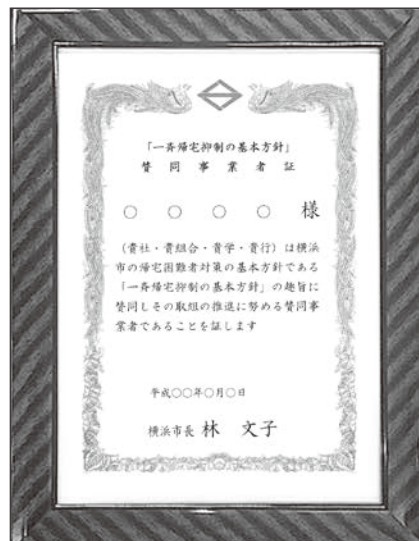 「一斉帰宅抑制の基本方針」
賛同事業者証
○○○○様
(貴社・貴組合・貴学・貴行)は横浜
市の帰宅困難者対策の基本方針である
「一斉帰宅抑制の基本方針」の趣旨に
賛同しその取組の推進に努める賛同事
業者であることを証します
平成○○年○月○日
横浜市長 林 文子